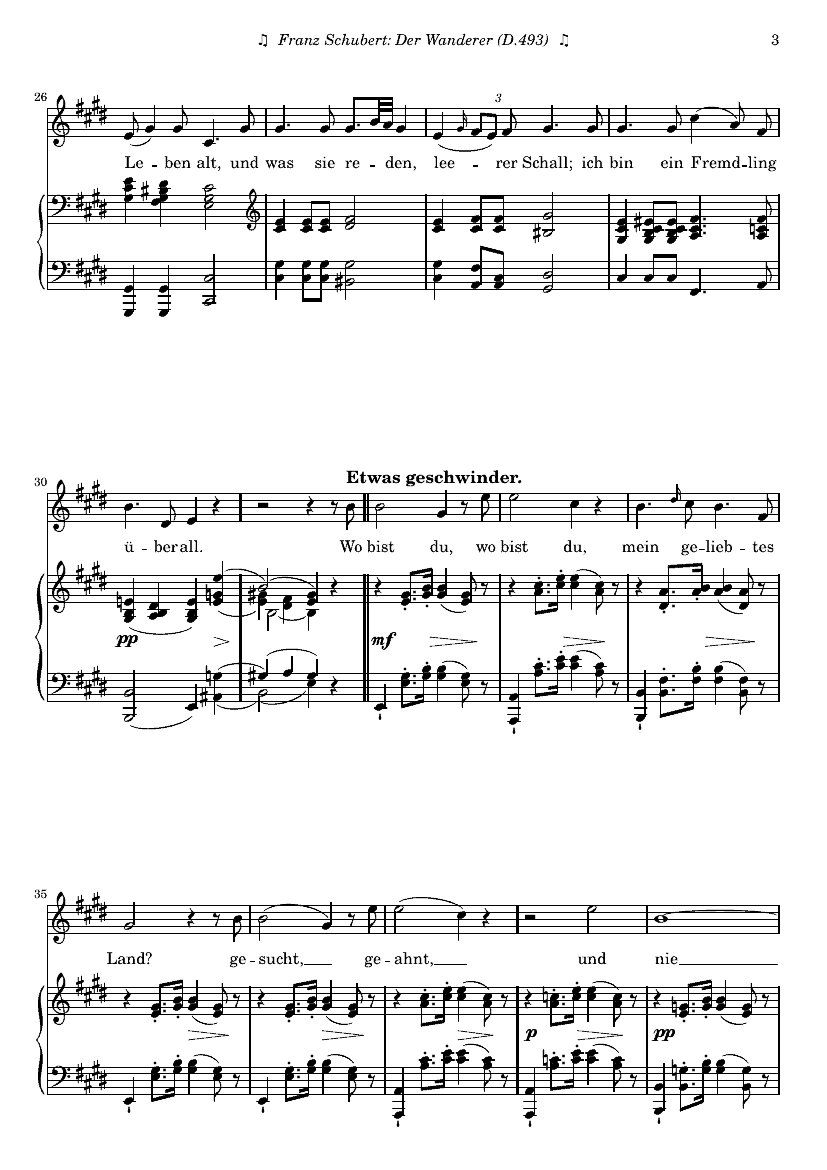 ♫ Franz Schubert: Der Wanderer (D.493) ♫ 3
26
3
Le - ben alt, und was sie re - den, lee - rer Schall; ich bin ein Fremd - ling
Etwas geschwinder.
30
ü - ber all. Wo bist du, wo bist du, mein ge - lieb - tes
pp mf
35
Land? ge - sucht, ge - ahnt, und nie
p pp